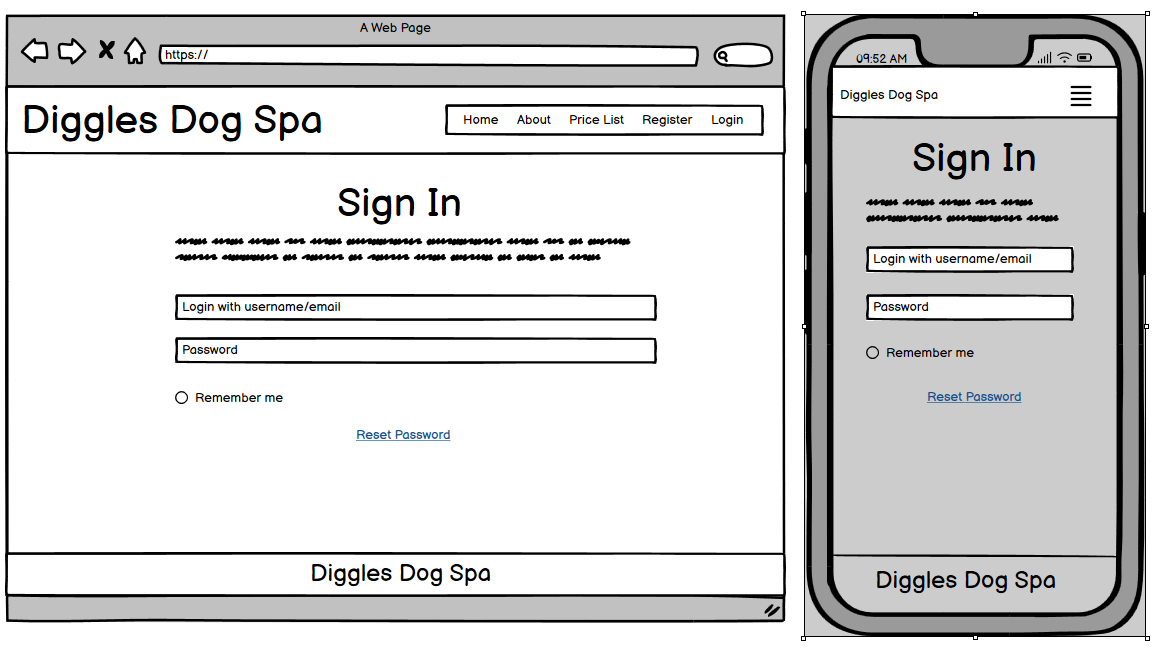 A Web Page
https://
Diggles Dog Spa
Home About Price List Register Login
Sign In
Login with username/email
Password
Remember me
Reset Password
Diggles Dog Spa
09:52 AM
Diggles Dog Spa
Sign In
Login with username/email
Password
Remember me
Reset Password
Diggles Dog Spa